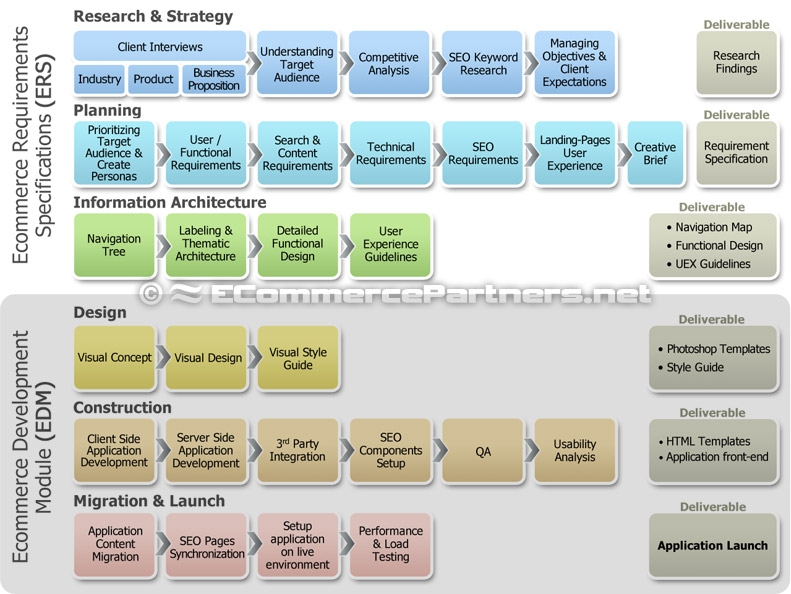 Ecommerce Requirements
Specifications (ERS)
Research & Strategy
Client Interviews
Industry
Product
Business
Proposition
Understanding
Target
Audience
Competitive
Analysis
SEO Keyword
Research
Managing
Objectives &
Client
Expectations
Deliverable
Research
Findings
Planning
Prioritizing
Target
Audience &
Create
Personas
User /
Functional
Requirements
Search &
Content
Requirements
Technical
Requirements
SEO
Requirements
Landing-Pages
User
Experience
Creative
Brief
Deliverable
Requirement
Specification
Information Architecture
Navigation
Tree
Labeling &
Thematic
Architecture
Detailed
Functional
Design
User
Experience
Guidelines
Deliverable
• Navigation Map
• Functional Design
• UEX Guidelines
© ECommercePartners.net
Ecommerce Development
Module (EDM)
Design
Visual Concept
Visual Design
Visual Style
Guide
Deliverable
• Photoshop Templates
• Style Guide
Construction
Client Side
Application
Development
Server Side
Application
Development
3rd Party
Integration
SEO
Components
Setup
QA
Usability
Analysis
Deliverable
• HTML Templates
• Application front-end
Migration & Launch
Application
Content
Migration
SEO Pages
Synchronization
Setup
application
on live
environment
Performance
& Load
Testing
Deliverable
Application Launch